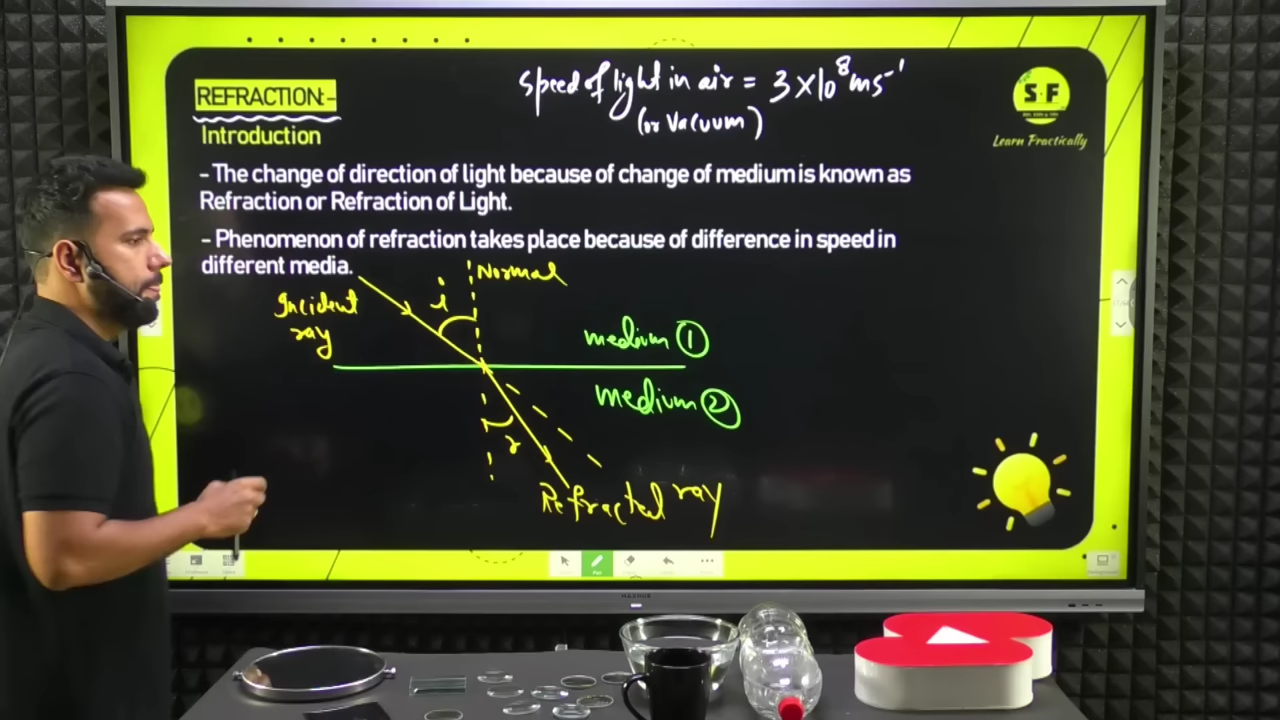 Speed of light in air = 3 × 10⁸ ms⁻¹
(or Vacuum)
REFRACTION:-
Introduction
S F
Learn Practically
- The change of direction of light because of change of medium is known as
Refraction or Refraction of Light.
- Phenomenon of refraction takes place because of difference in speed in
different media.
Normal
i
Incident
ray
medium ①
medium ②
r
Refracted ray